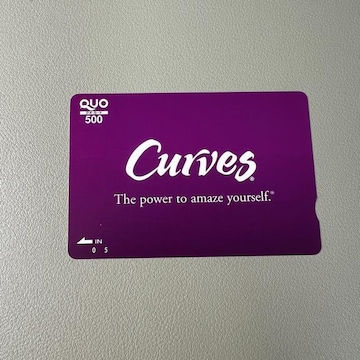 QUO
500
Curves®
The power to amaze yourself.®
IN
0 5